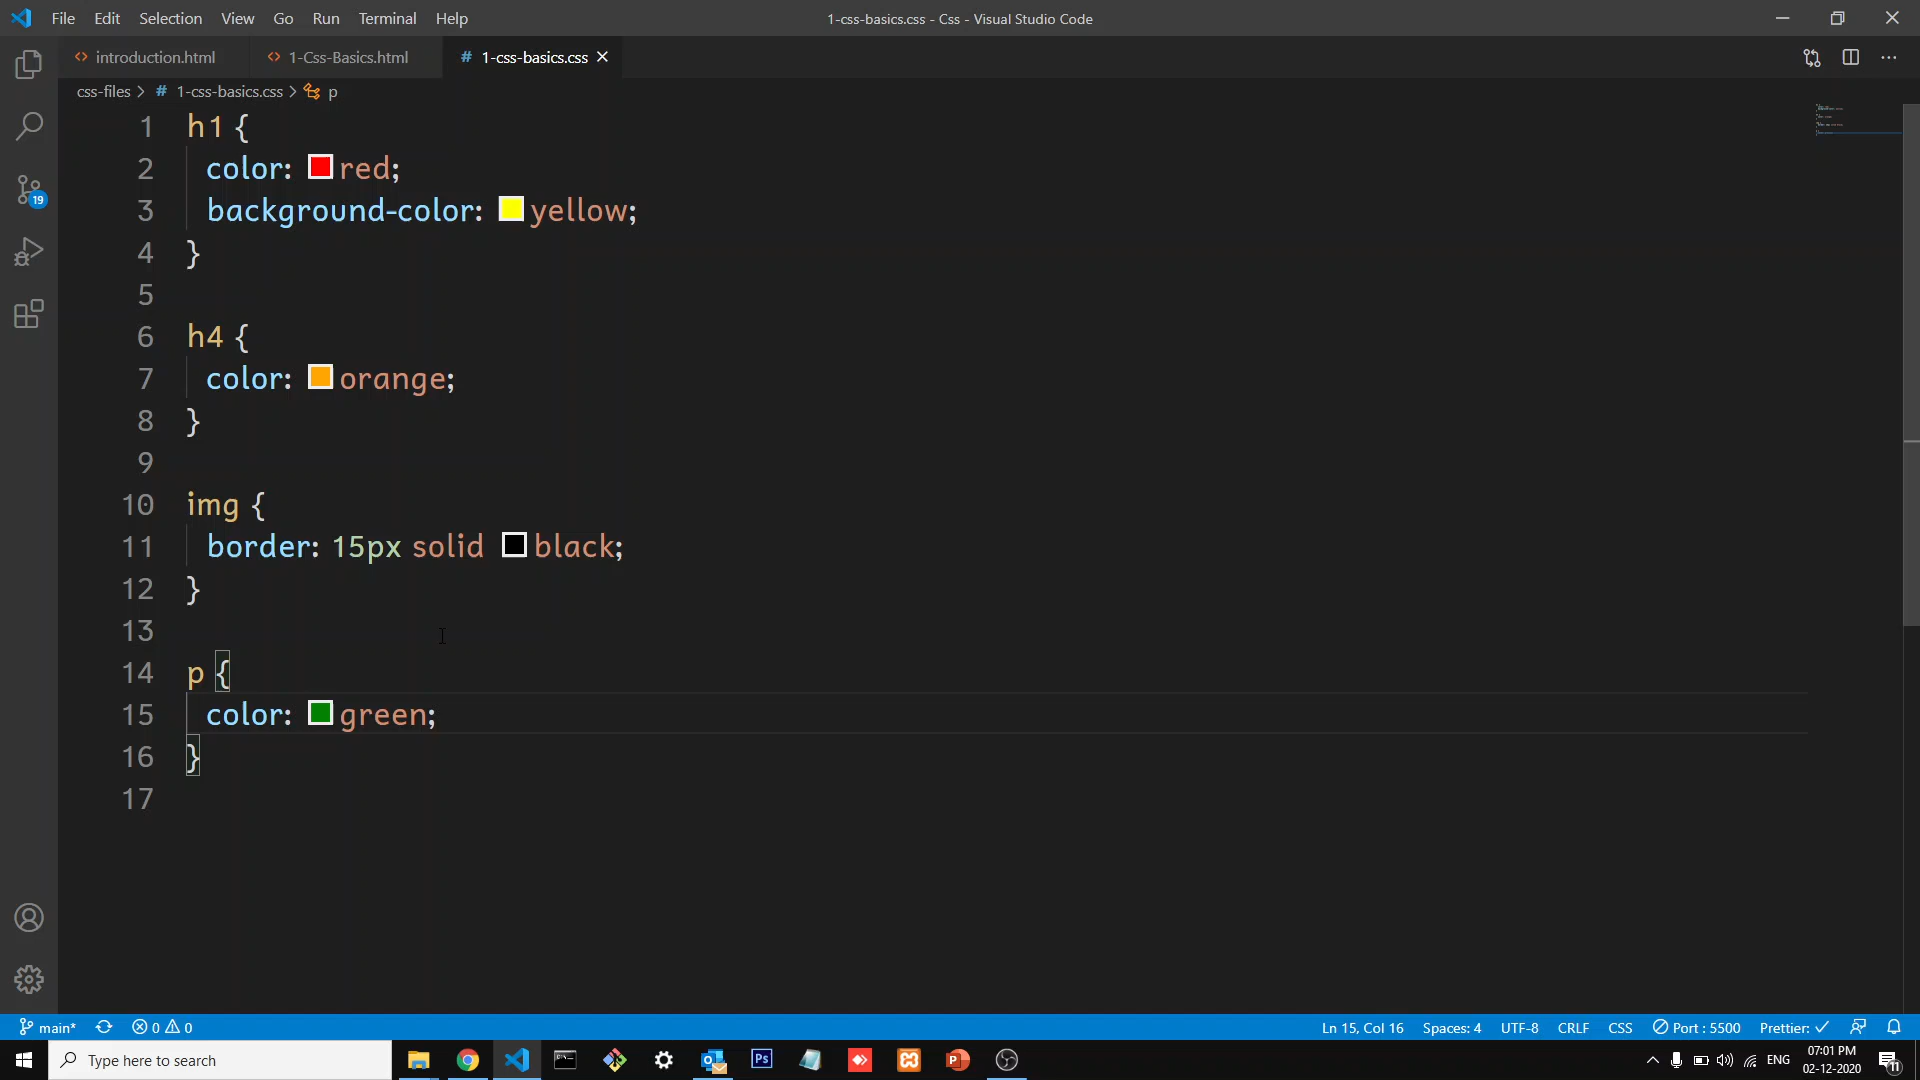 File Edit Selection View Go Run Terminal Help 1-css-basics.css - Css - Visual Studio Code
introduction.html 1-Css-Basics.html # 1-css-basics.css
css-files > # 1-css-basics.css > p
1 h1 {
2 color: red;
3 background-color: yellow;
4 }
5
6 h4 {
7 color: orange;
8 }
9
10 img {
11 border: 15px solid black;
12 }
13
14 p {
15 color: green;
16 }
17
19
main* 0 0 Ln 15, Col 16 Spaces: 4 UTF-8 CRLF CSS Port : 5500 Prettier: ✓
Type here to search Ps ENG 07:01 PM
02-12-2020 11